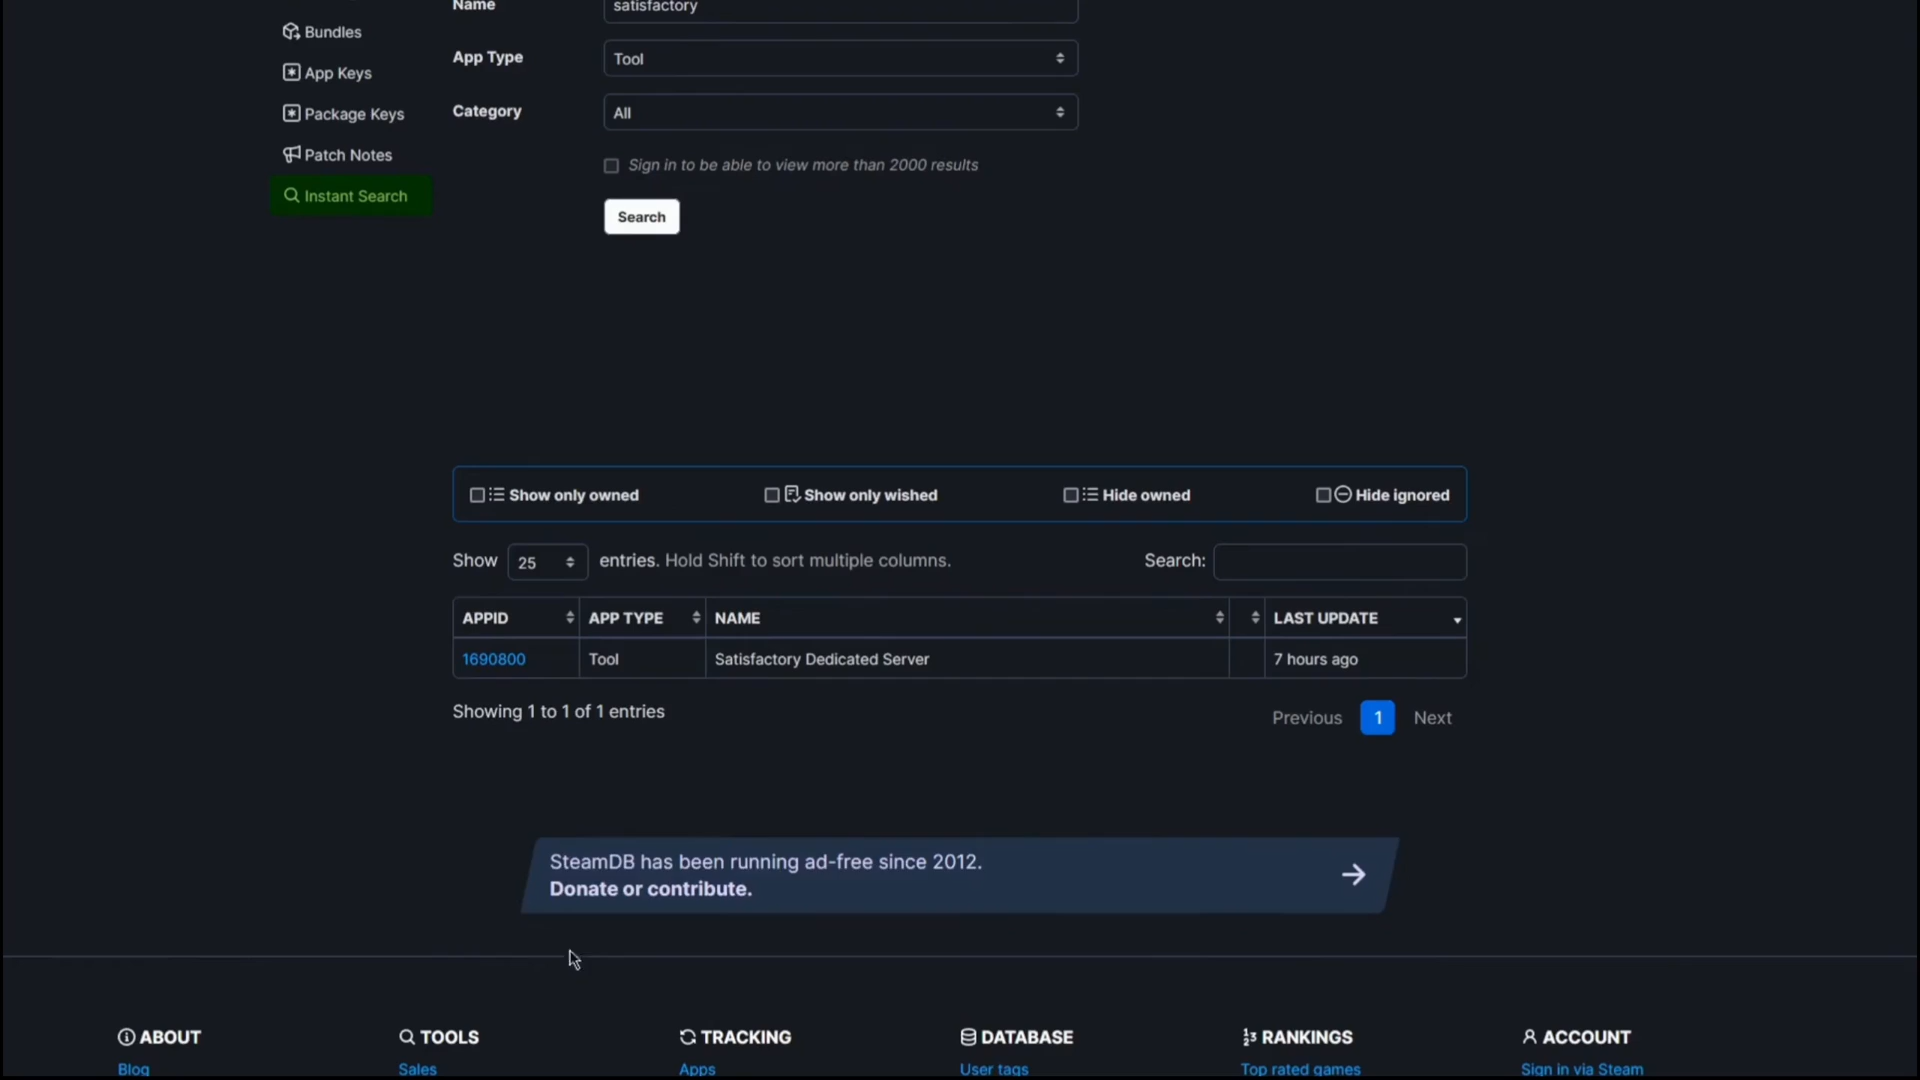 Name
satisfactory
Bundles
App Type
Tool
App Keys
Category
All
Package Keys
Patch Notes
Sign in to be able to view more than 2000 results
Instant Search
Search
Show only owned
Show only wished
Hide owned
Hide ignored
Show 25 entries. Hold Shift to sort multiple columns.
Search:
APPID APP TYPE NAME LAST UPDATE
1690800 Tool Satisfactory Dedicated Server 7 hours ago
Showing 1 to 1 of 1 entries
Previous 1 Next
SteamDB has been running ad-free since 2012.
Donate or contribute.
ABOUT TOOLS TRACKING DATABASE RANKINGS ACCOUNT
Blog Sales Apps User tags Top rated games Sign in via Steam